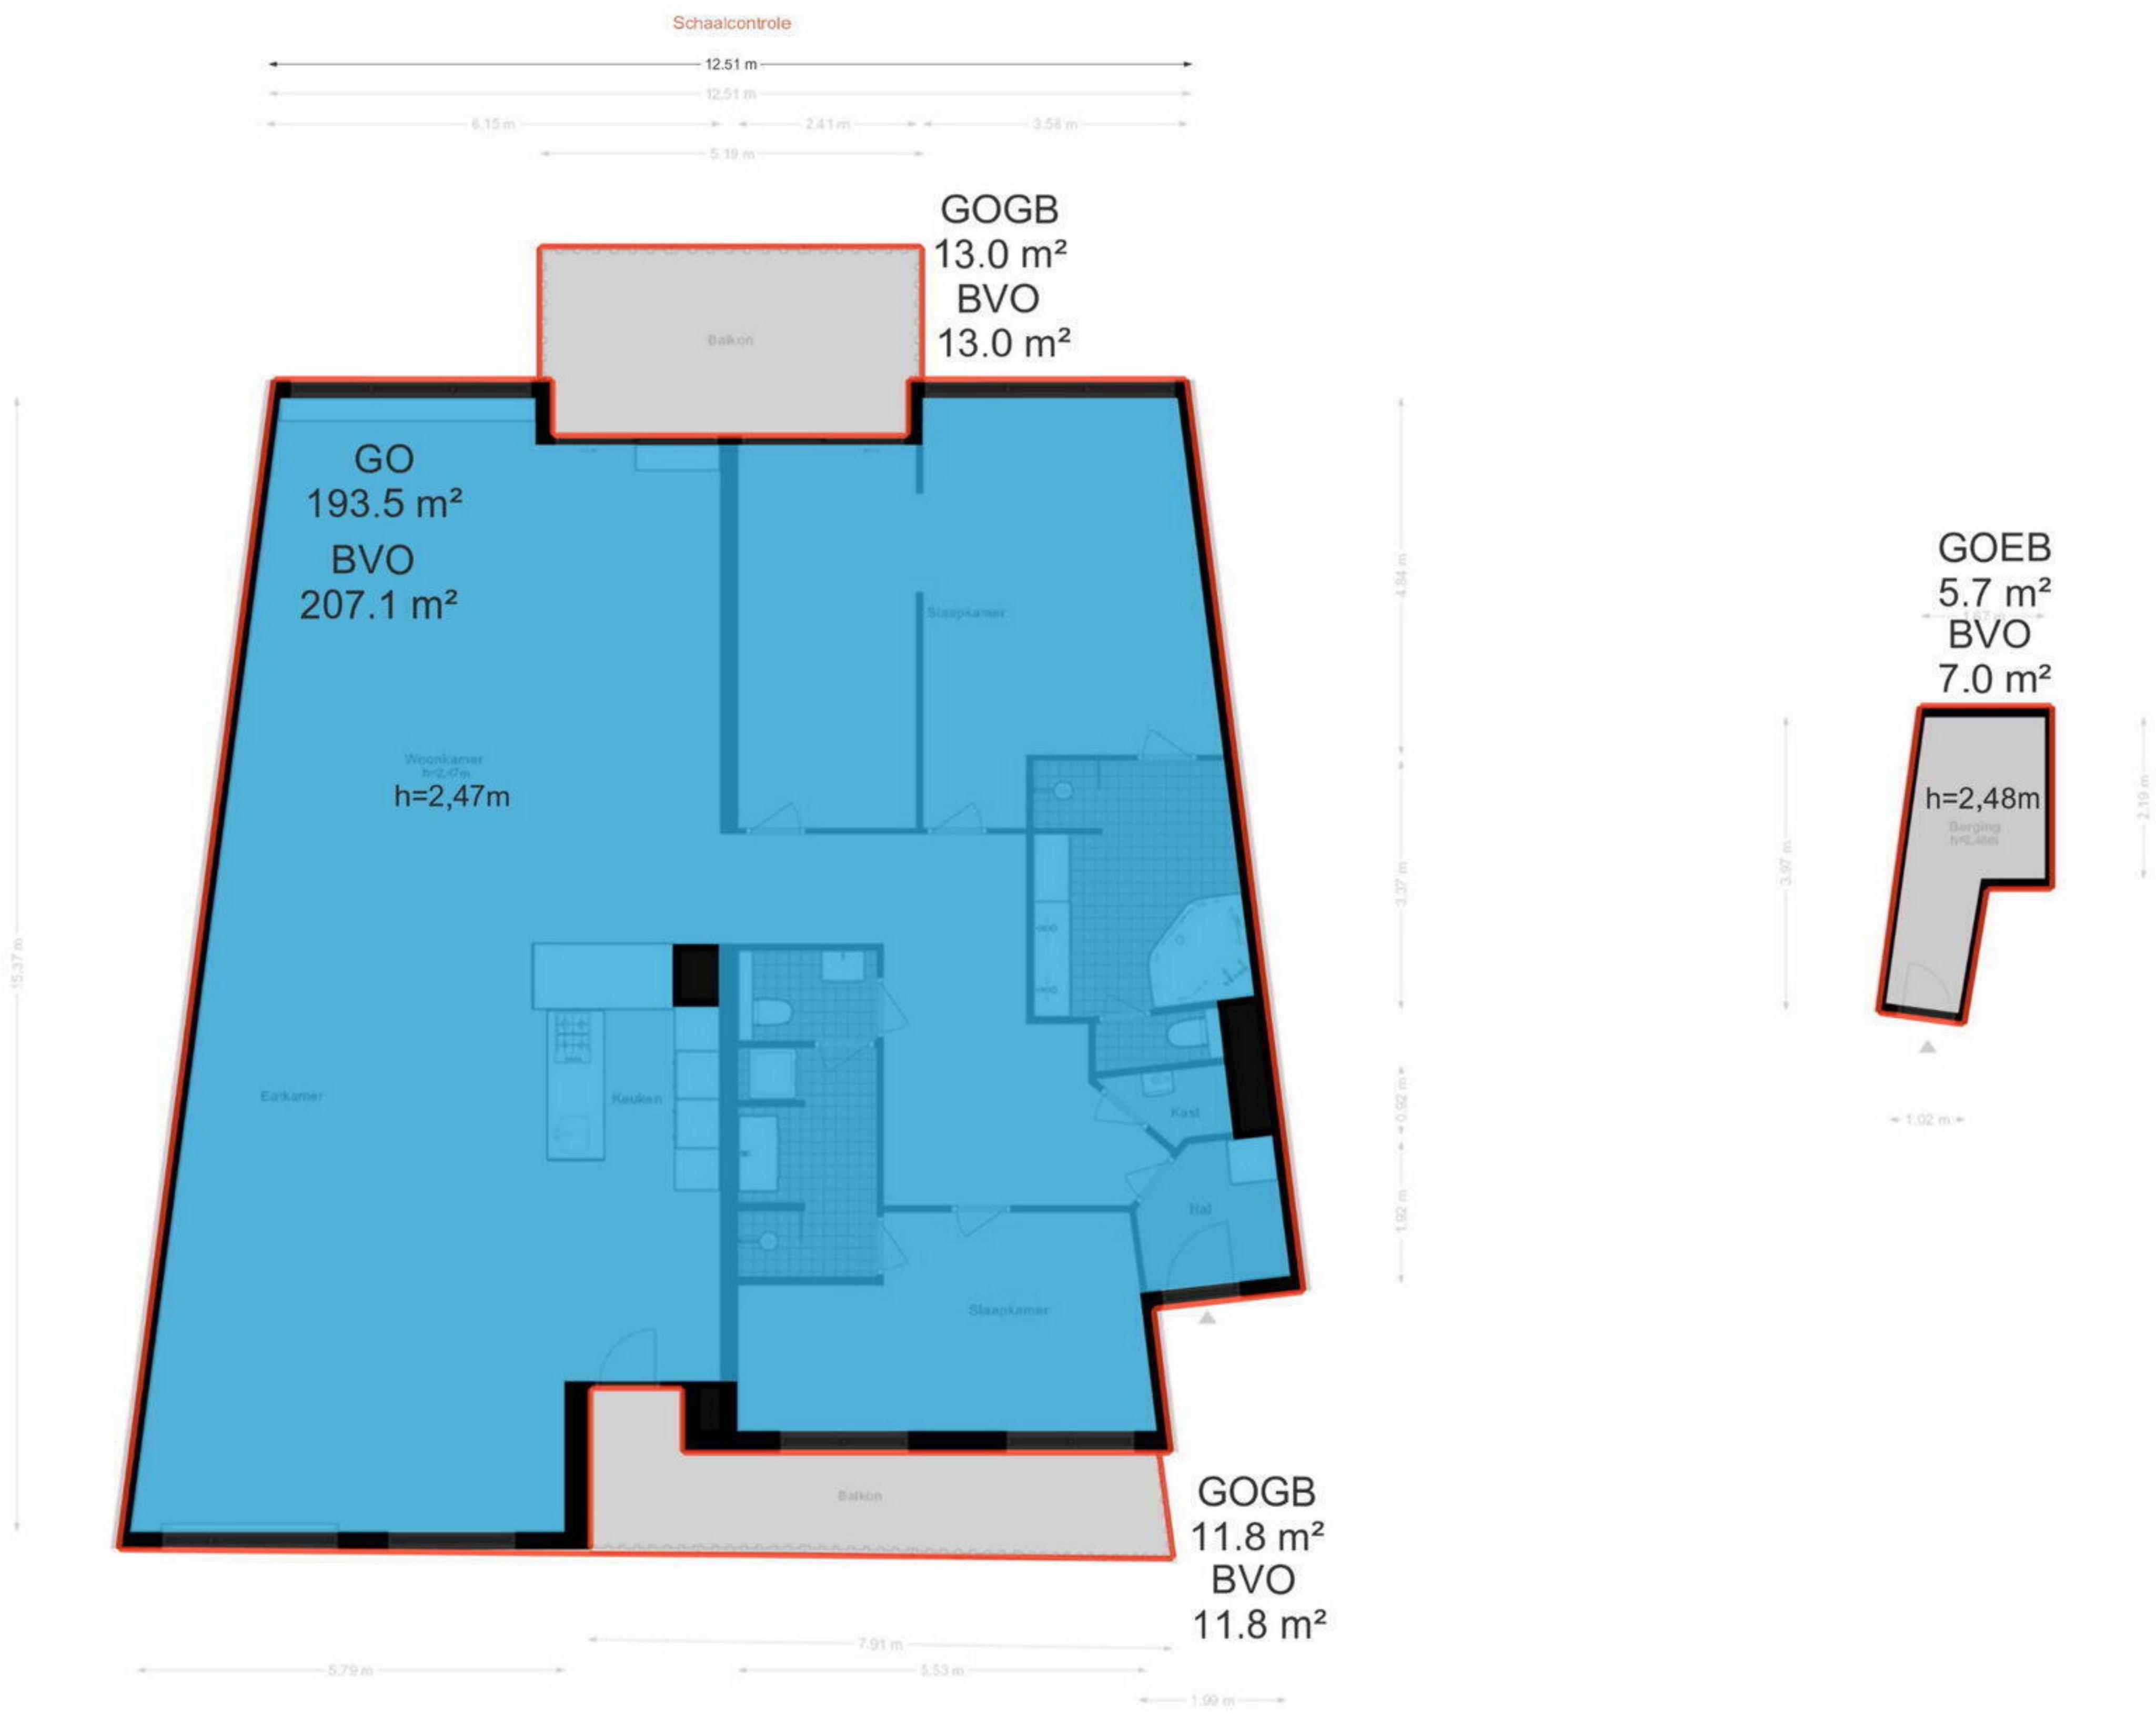 Schaalcontrole
12.51 m
12.51 m
6.15 m
2.41 m
3.58 m
5.19 m
GOGB
13.0 m²
BVO
13.0 m²
Balkon
GO
193.5 m²
BVO
207.1 m²
GOEB
5.7 m²
BVO
7.0 m²
4.84 m
Slaapkamer
Woonkamer
h=2,47m
h=2,47m
h=2,48m
Berging
h=2,48m
2.19 m
3.97 m
3.37 m
15.37 m
Eetkamer
Keuken
Kast
0.92 m
1.02 m
Hal
1.92 m
Slaapkamer
Balkon
GOGB
11.8 m²
BVO
11.8 m²
7.91 m
5.79 m
5.53 m
1.99 m